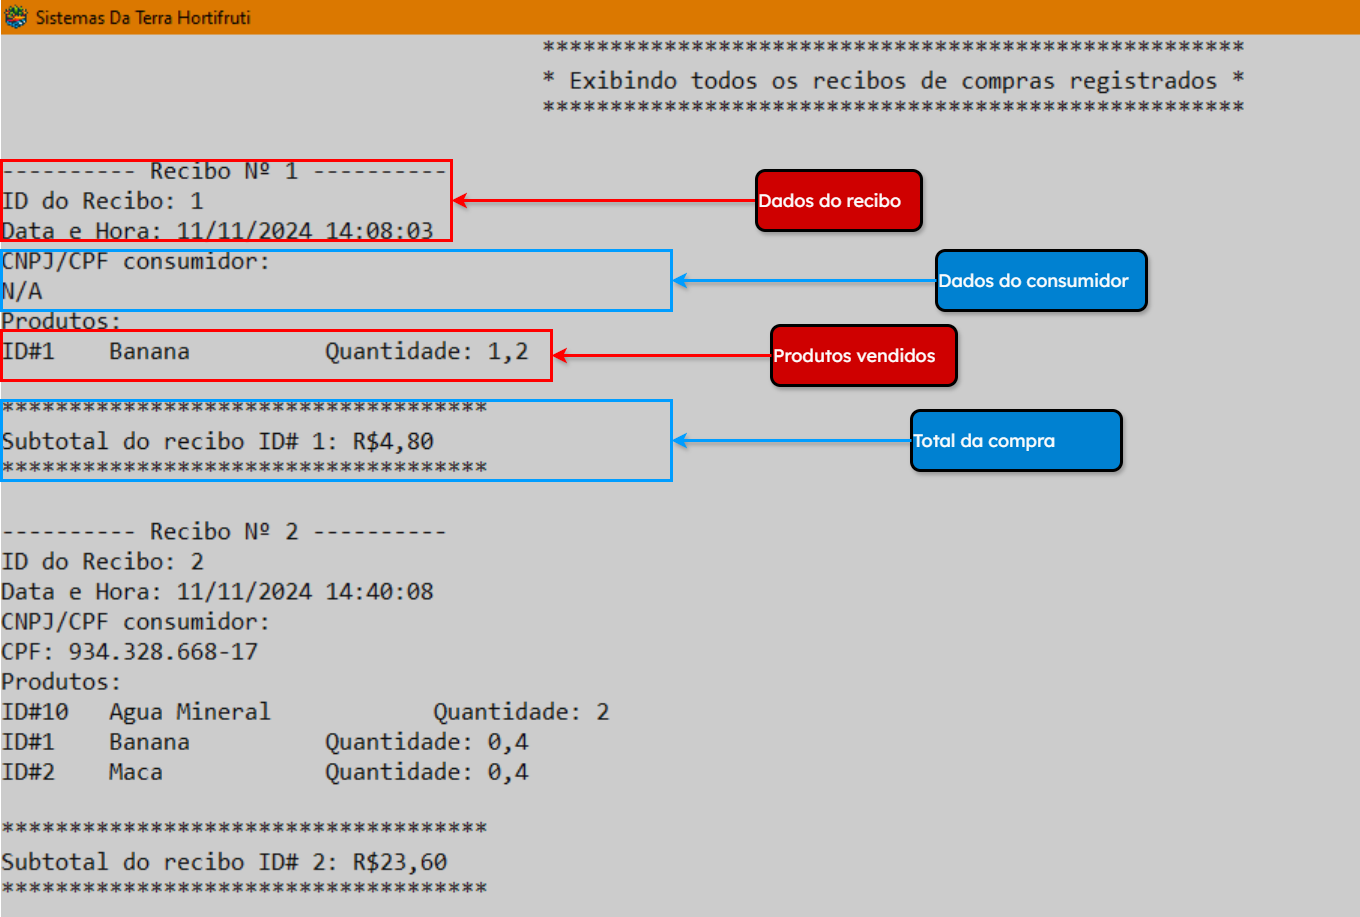 Sistemas Da Terra Hortifruti
****************************************************
* Exibindo todos os recibos de compras registrados *
****************************************************
---------- Recibo Nº 1 ----------
ID do Recibo: 1
Dados do recibo
Data e Hora: 11/11/2024 14:08:03
CNPJ/CPF consumidor:
Dados do consumidor
N/A
Produtos:
ID#1    Banana          Quantidade: 1,2
Produtos vendidos
************************************
Subtotal do recibo ID# 1: R$4,80
Total da compra
************************************
---------- Recibo Nº 2 ----------
ID do Recibo: 2
Data e Hora: 11/11/2024 14:40:08
CNPJ/CPF consumidor:
CPF: 934.328.668-17
Produtos:
ID#10   Agua Mineral            Quantidade: 2
ID#1    Banana          Quantidade: 0,4
ID#2    Maca            Quantidade: 0,4
************************************
Subtotal do recibo ID# 2: R$23,60
************************************